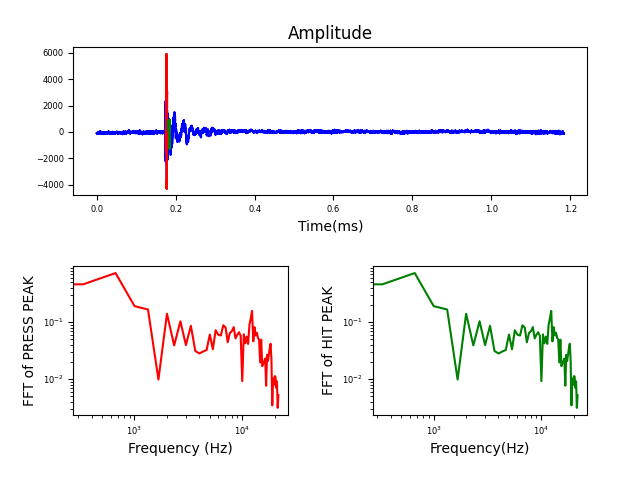 Amplitude
6000
4000
2000
0
−2000
−4000
0.0 0.2 0.4 0.6 0.8 1.0 1.2
Time(ms)
FFT of PRESS PEAK
10⁻¹
10⁻²
10³ 10⁴
Frequency (Hz)
FFT of HIT PEAK
10⁻¹
10⁻²
10³ 10⁴
Frequency(Hz)